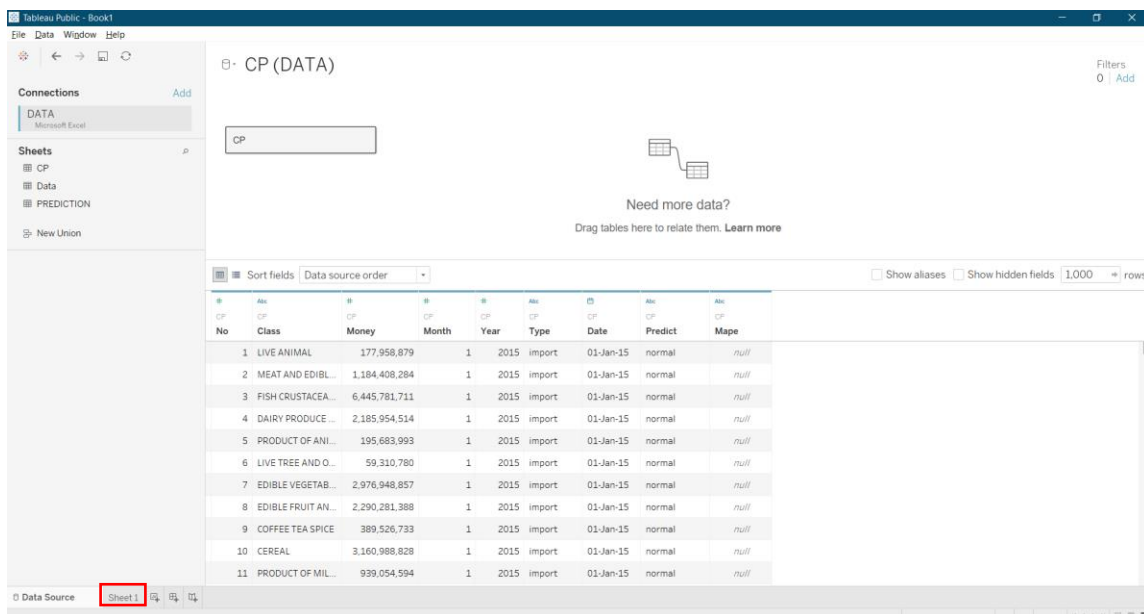 Tableau Public - Book1
File Data Window Help
Connections Add
DATA
Microsoft Excel
Sheets
CP
Data
PREDICTION
New Union
CP (DATA)
Filters
0 Add
CP
Need more data?
Drag tables here to relate them. Learn more
Sort fields Data source order
Show aliases Show hidden fields 1,000 rows
# Abc # # # Abc Abc Abc
CP CP CP CP CP CP CP CP CP
No Class Money Month Year Type Date Predict Mape
1 LIVE ANIMAL 177,958,879 1 2015 import 01-Jan-15 normal null
2 MEAT AND EDIBL... 1,184,408,284 1 2015 import 01-Jan-15 normal null
3 FISH CRUSTACEA... 6,445,781,711 1 2015 import 01-Jan-15 normal null
4 DAIRY PRODUCE ... 2,185,954,514 1 2015 import 01-Jan-15 normal null
5 PRODUCT OF ANI... 195,683,993 1 2015 import 01-Jan-15 normal null
6 LIVE TREE AND O... 59,310,780 1 2015 import 01-Jan-15 normal null
7 EDIBLE VEGETAB... 2,976,948,857 1 2015 import 01-Jan-15 normal null
8 EDIBLE FRUIT AN... 2,290,281,388 1 2015 import 01-Jan-15 normal null
9 COFFEE TEA SPICE 389,526,733 1 2015 import 01-Jan-15 normal null
10 CEREAL 3,160,988,828 1 2015 import 01-Jan-15 normal null
11 PRODUCT OF MIL... 939,054,594 1 2015 import 01-Jan-15 normal null
Data Source Sheet 1